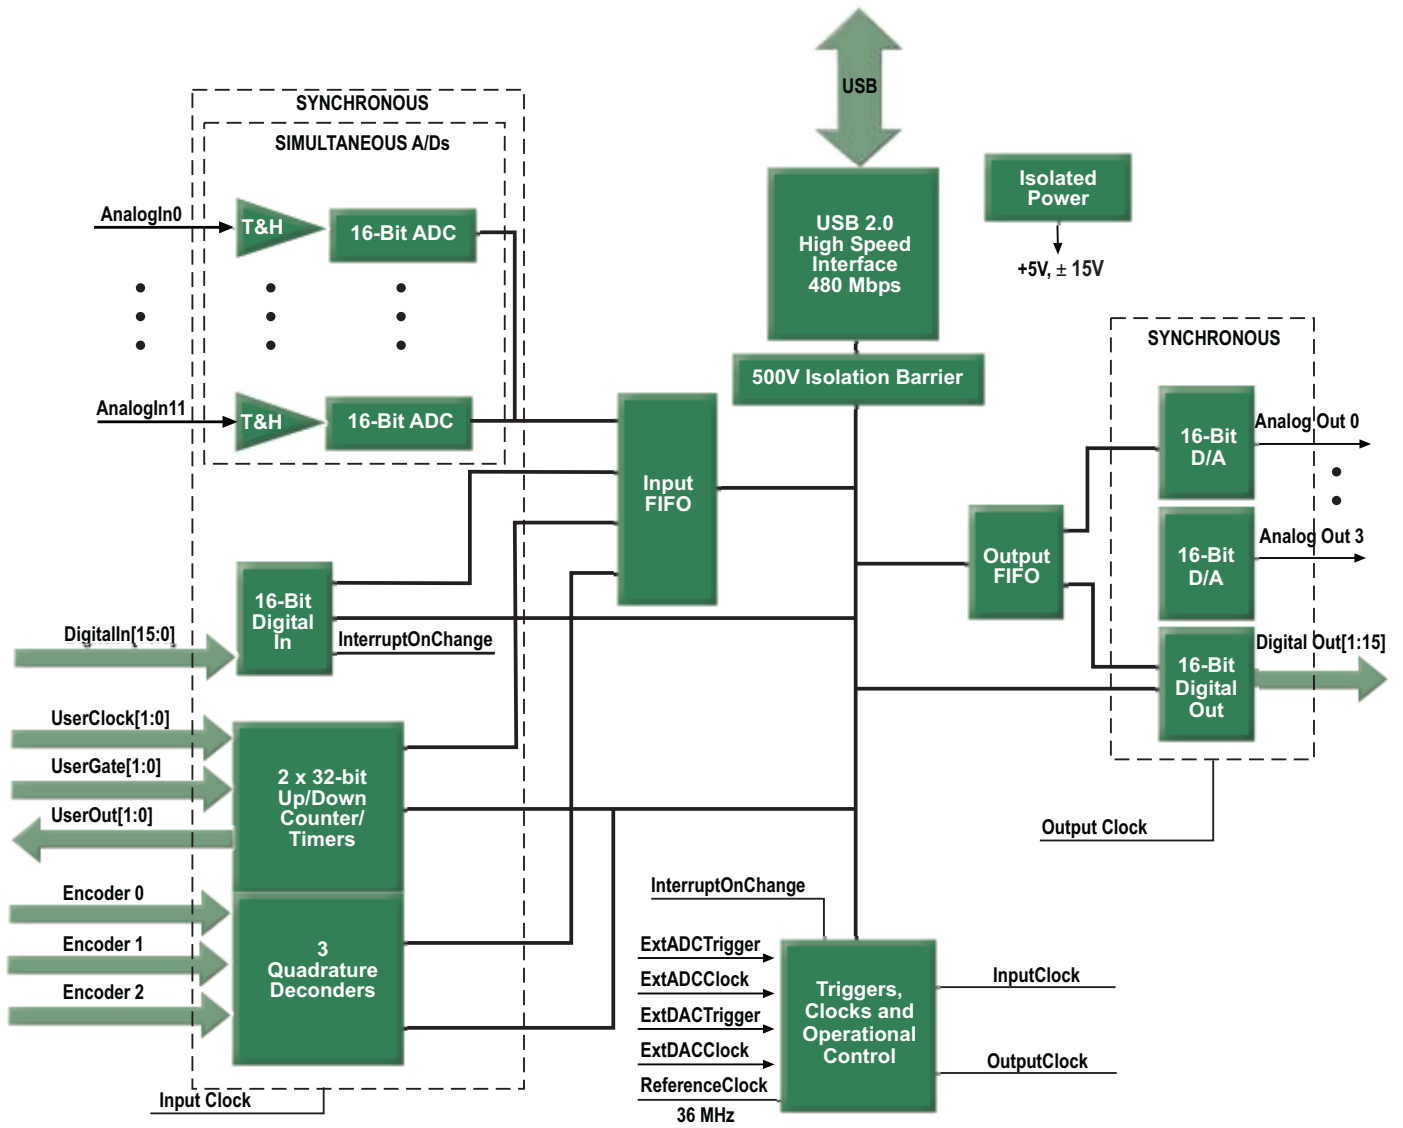 USB
SYNCHRONOUS
SIMULTANEOUS A/Ds
AnalogIn0
T&H
16-Bit ADC
AnalogIn11
T&H
16-Bit ADC
USB 2.0
High Speed
Interface
480 Mbps
Isolated
Power
+5V, ± 15V
500V Isolation Barrier
SYNCHRONOUS
16-Bit
D/A
Analog Out 0
16-Bit
D/A
Analog Out 3
16-Bit
Digital
Out
Digital Out[1:15]
Output Clock
Input
FIFO
Output
FIFO
16-Bit
Digital
In
DigitalIn[15:0]
InterruptOnChange
UserClock[1:0]
UserGate[1:0]
UserOut[1:0]
2 x 32-bit
Up/Down
Counter/
Timers
Encoder 0
Encoder 1
Encoder 2
3
Quadrature
Deconders
Input Clock
InterruptOnChange
ExtADCTrigger
ExtADCClock
ExtDACTrigger
ExtDACClock
ReferenceClock
36 MHz
Triggers,
Clocks and
Operational
Control
InputClock
OutputClock